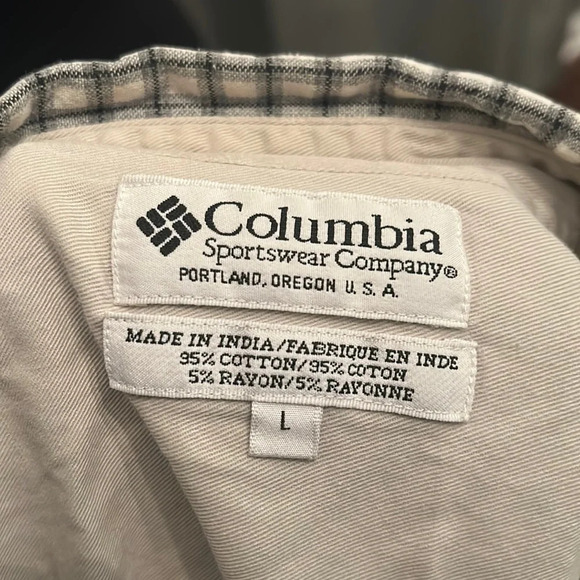 Columbia
Sportswear Company®
PORTLAND, OREGON U.S.A.
MADE IN INDIA/FABRIQUE EN INDE
95% COTTON/95% COTON
5% RAYON/5% RAYONNE
L